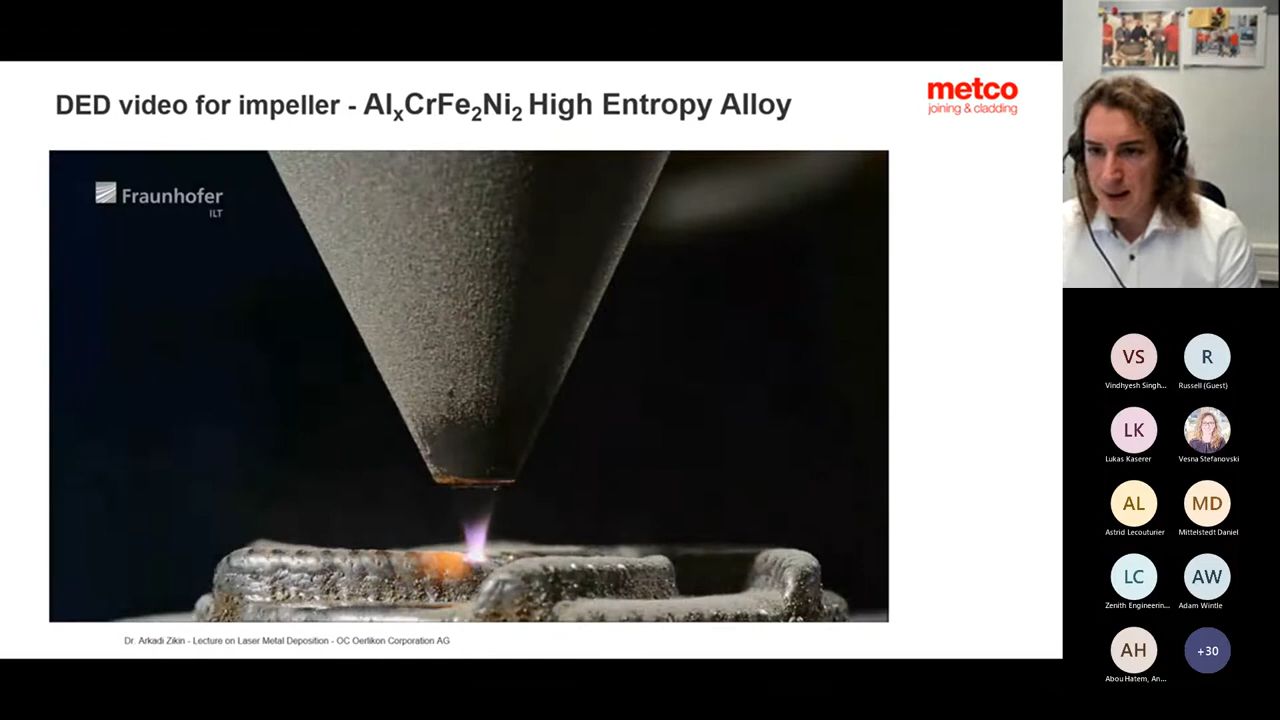 DED video for impeller - AlₓCrFe₂Ni₂ High Entropy Alloy
metco
joining & cladding
Fraunhofer
ILT
Dr. Arkadi Zikin - Lecture on Laser Metal Deposition - OC Oerlikon Corporation AG
VS
R
Vindhyesh Singh...
Russell (Guest)
LK
Lukas Kaserer
Vesna Stefanovski
AL
MD
Astrid Lecouturier
Mittelstedt Daniel
LC
AW
Zenith Engineerin...
Adam Wintle
AH
+30
Abou Hatem, An...